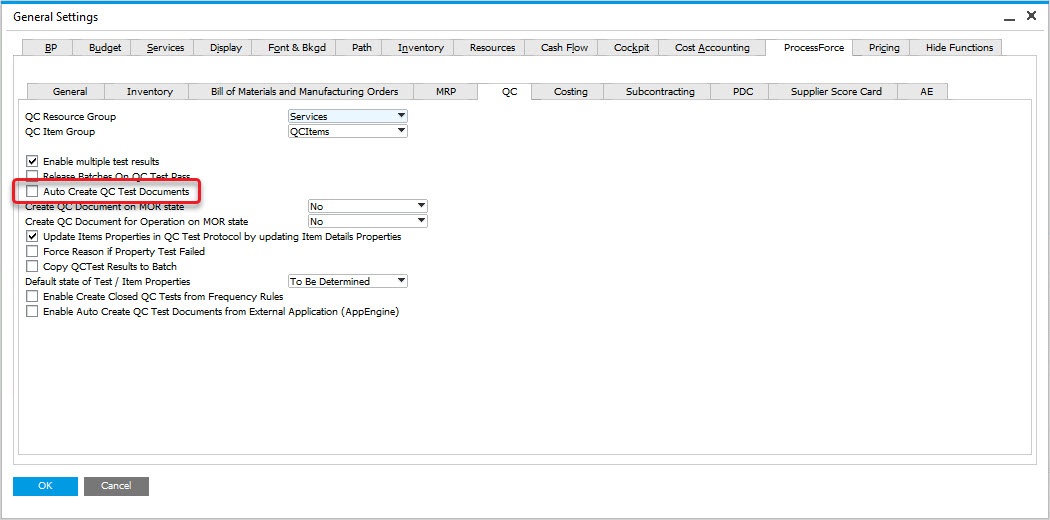 General Settings
BP Budget Services Display Font & Bkgd Path Inventory Resources Cash Flow Cockpit Cost Accounting ProcessForce Pricing Hide Functions
General Inventory Bill of Materials and Manufacturing Orders MRP QC Costing Subcontracting PDC Supplier Score Card AE
QC Resource Group Services
QC Item Group QCItems
Enable multiple test results
Release Batches On QC Test Pass
Auto Create QC Test Documents
Create QC Document on MOR state No
Create QC Document for Operation on MOR state No
Update Items Properties in QC Test Protocol by updating Item Details Properties
Force Reason if Property Test Failed
Copy QCTest Results to Batch
Default state of Test / Item Properties To Be Determined
Enable Create Closed QC Tests from Frequency Rules
Enable Auto Create QC Test Documents from External Application (AppEngine)
OK Cancel